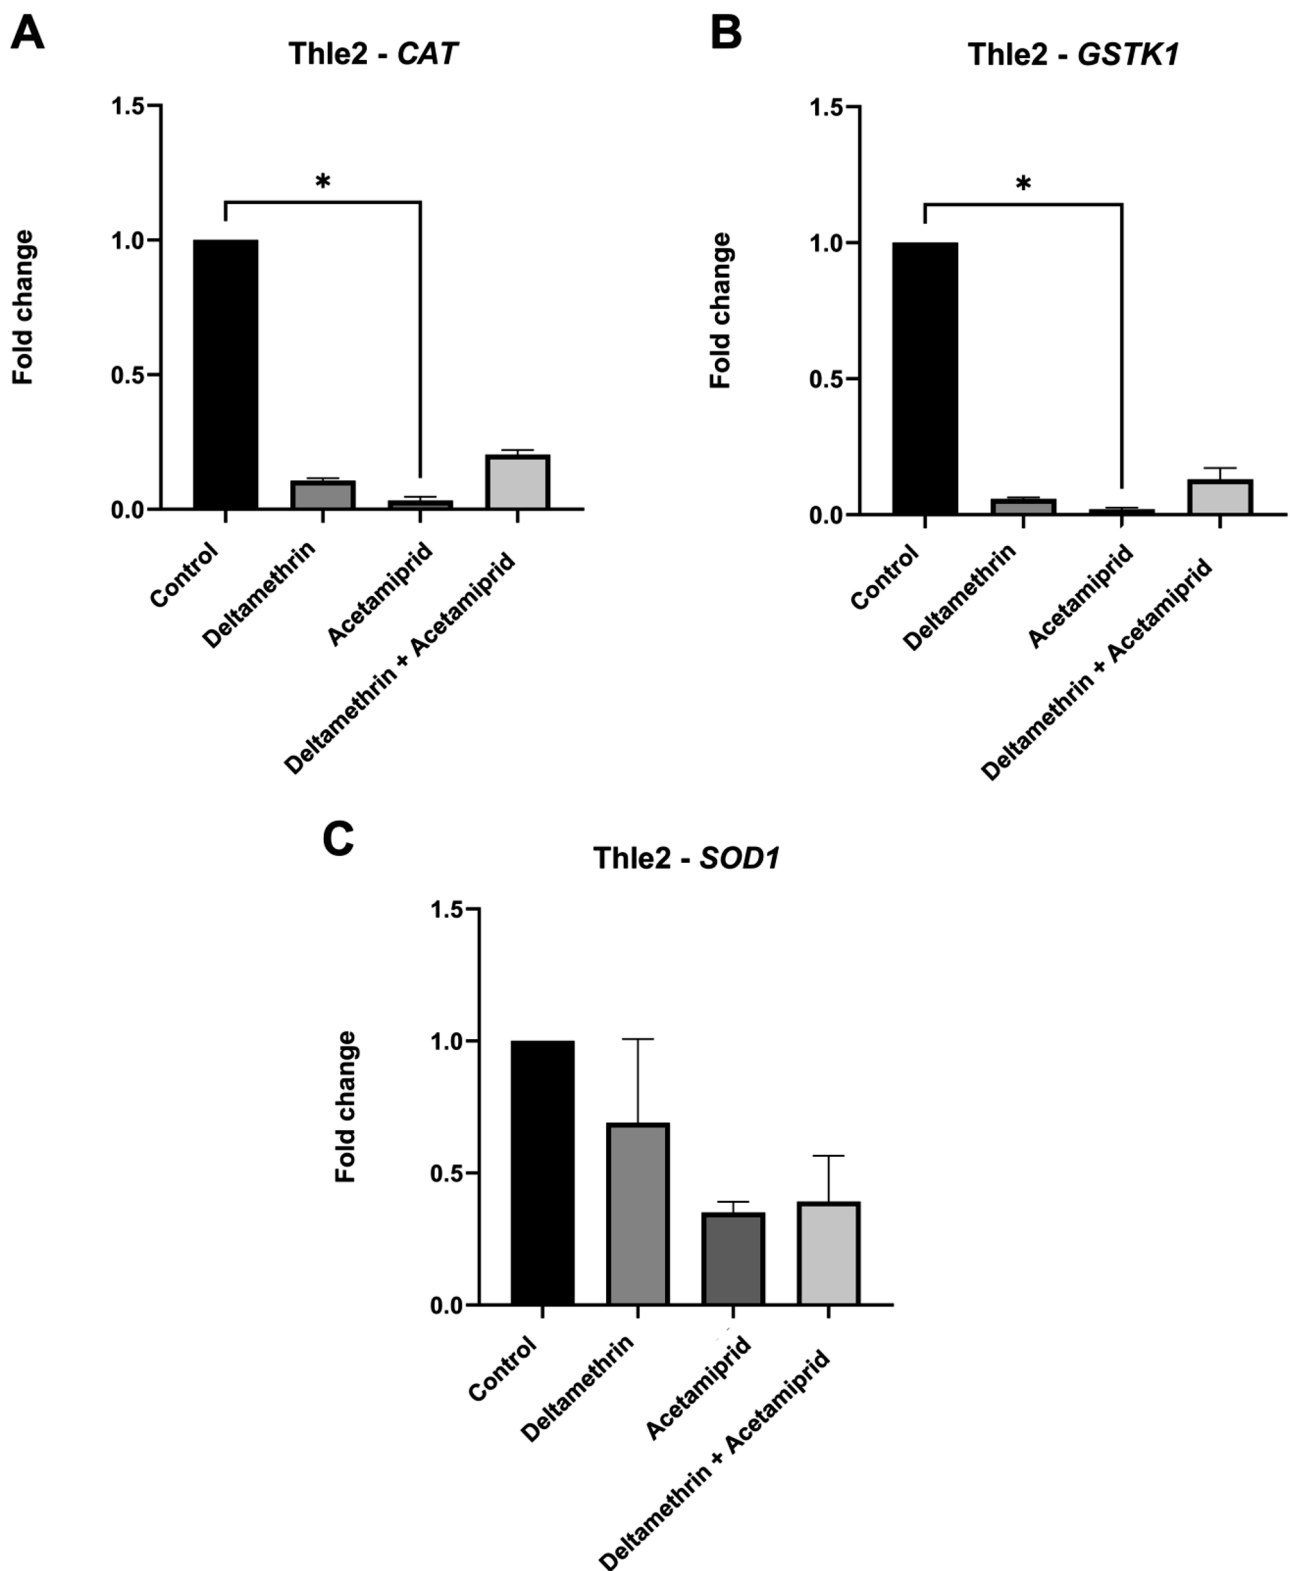 A
Thle2 - CAT
Fold change
1.5
1.0
0.5
0.0
*
Control
Deltamethrin
Acetamiprid
Deltamethrin + Acetamiprid
B
Thle2 - GSTK1
Fold change
1.5
1.0
0.5
0.0
*
Control
Deltamethrin
Acetamiprid
Deltamethrin + Acetamiprid
C
Thle2 - SOD1
Fold change
1.5
1.0
0.5
0.0
Control
Deltamethrin
Acetamiprid
Deltamethrin + Acetamiprid